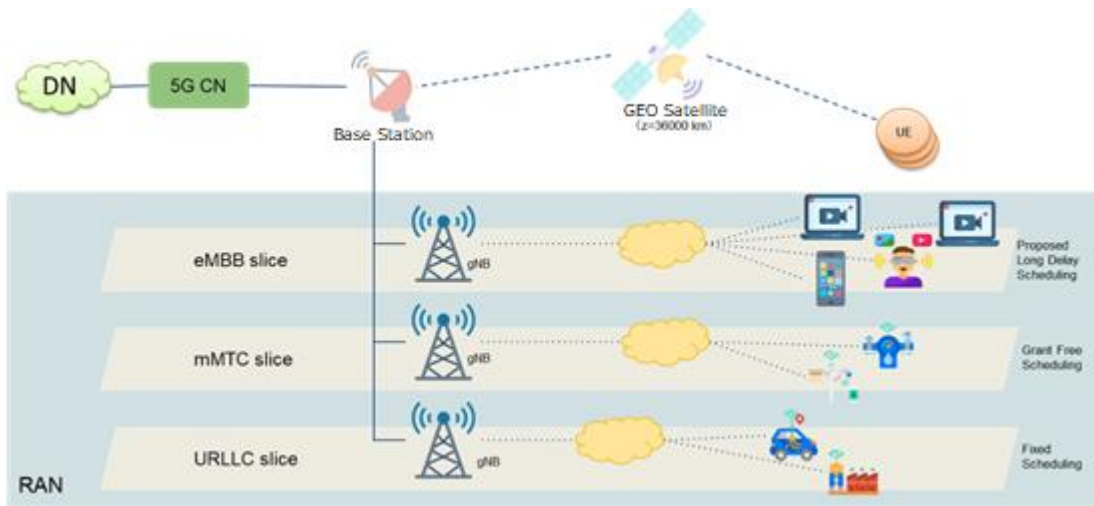 DN
5G CN
Base Station
GEO Satellite
(z=36000 km)
UE
eMBB slice
gNB
Proposed
Long Delay
Scheduling
mMTC slice
gNB
Grant Free
Scheduling
URLLC slice
gNB
Fixed
Scheduling
RAN